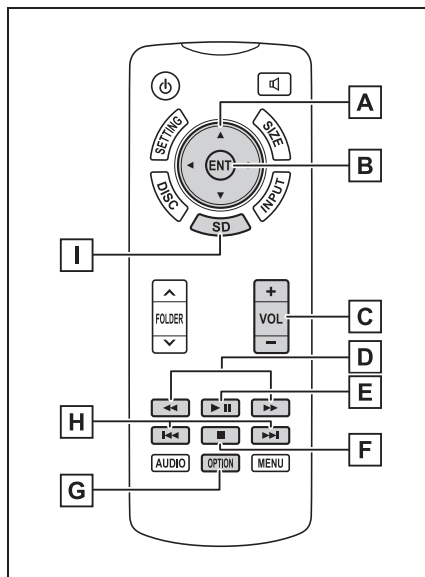 A
SETTING
SIZE
ENT
B
DISC
INPUT
SD
I
FOLDER
+
VOL
−
C
D
E
H
F
AUDIO
OPTION
MENU
G